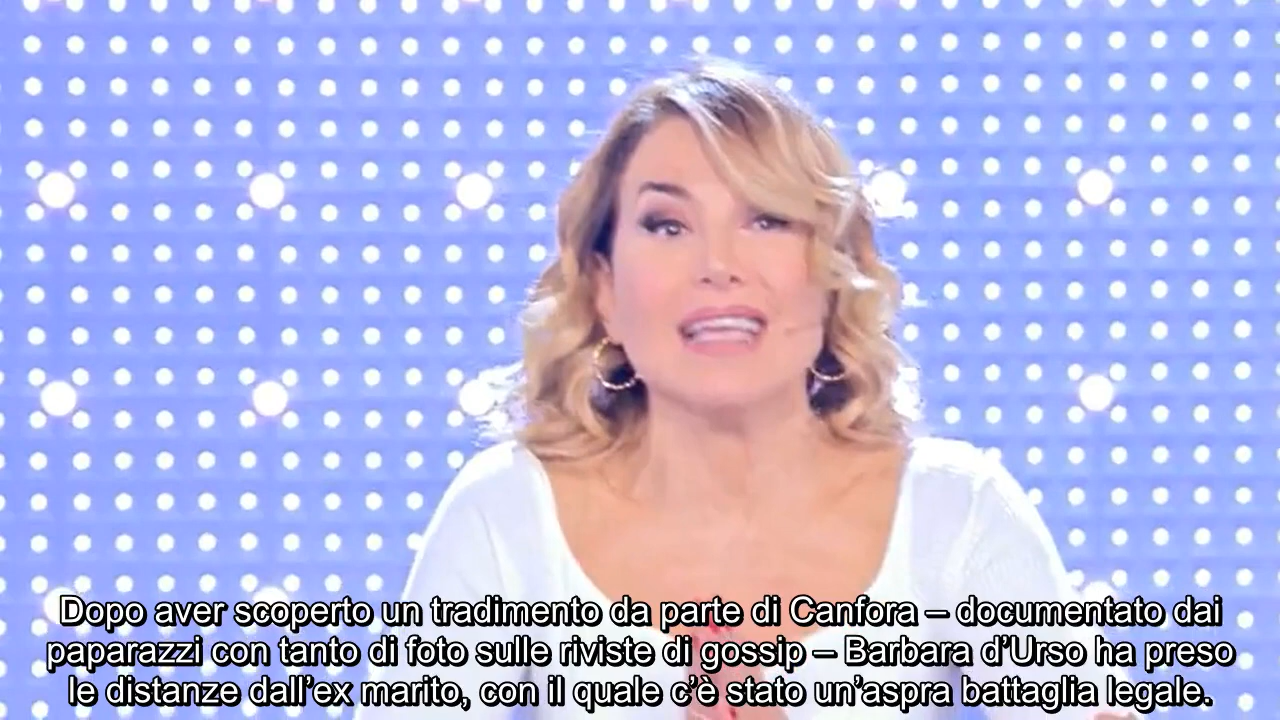 Dopo aver scoperto un tradimento da parte di Canfora – documentato dai
paparazzi con tanto di foto sulle riviste di gossip – Barbara d’Urso ha preso
le distanze dall’ex marito, con il quale c’è stato un’aspra battaglia legale.